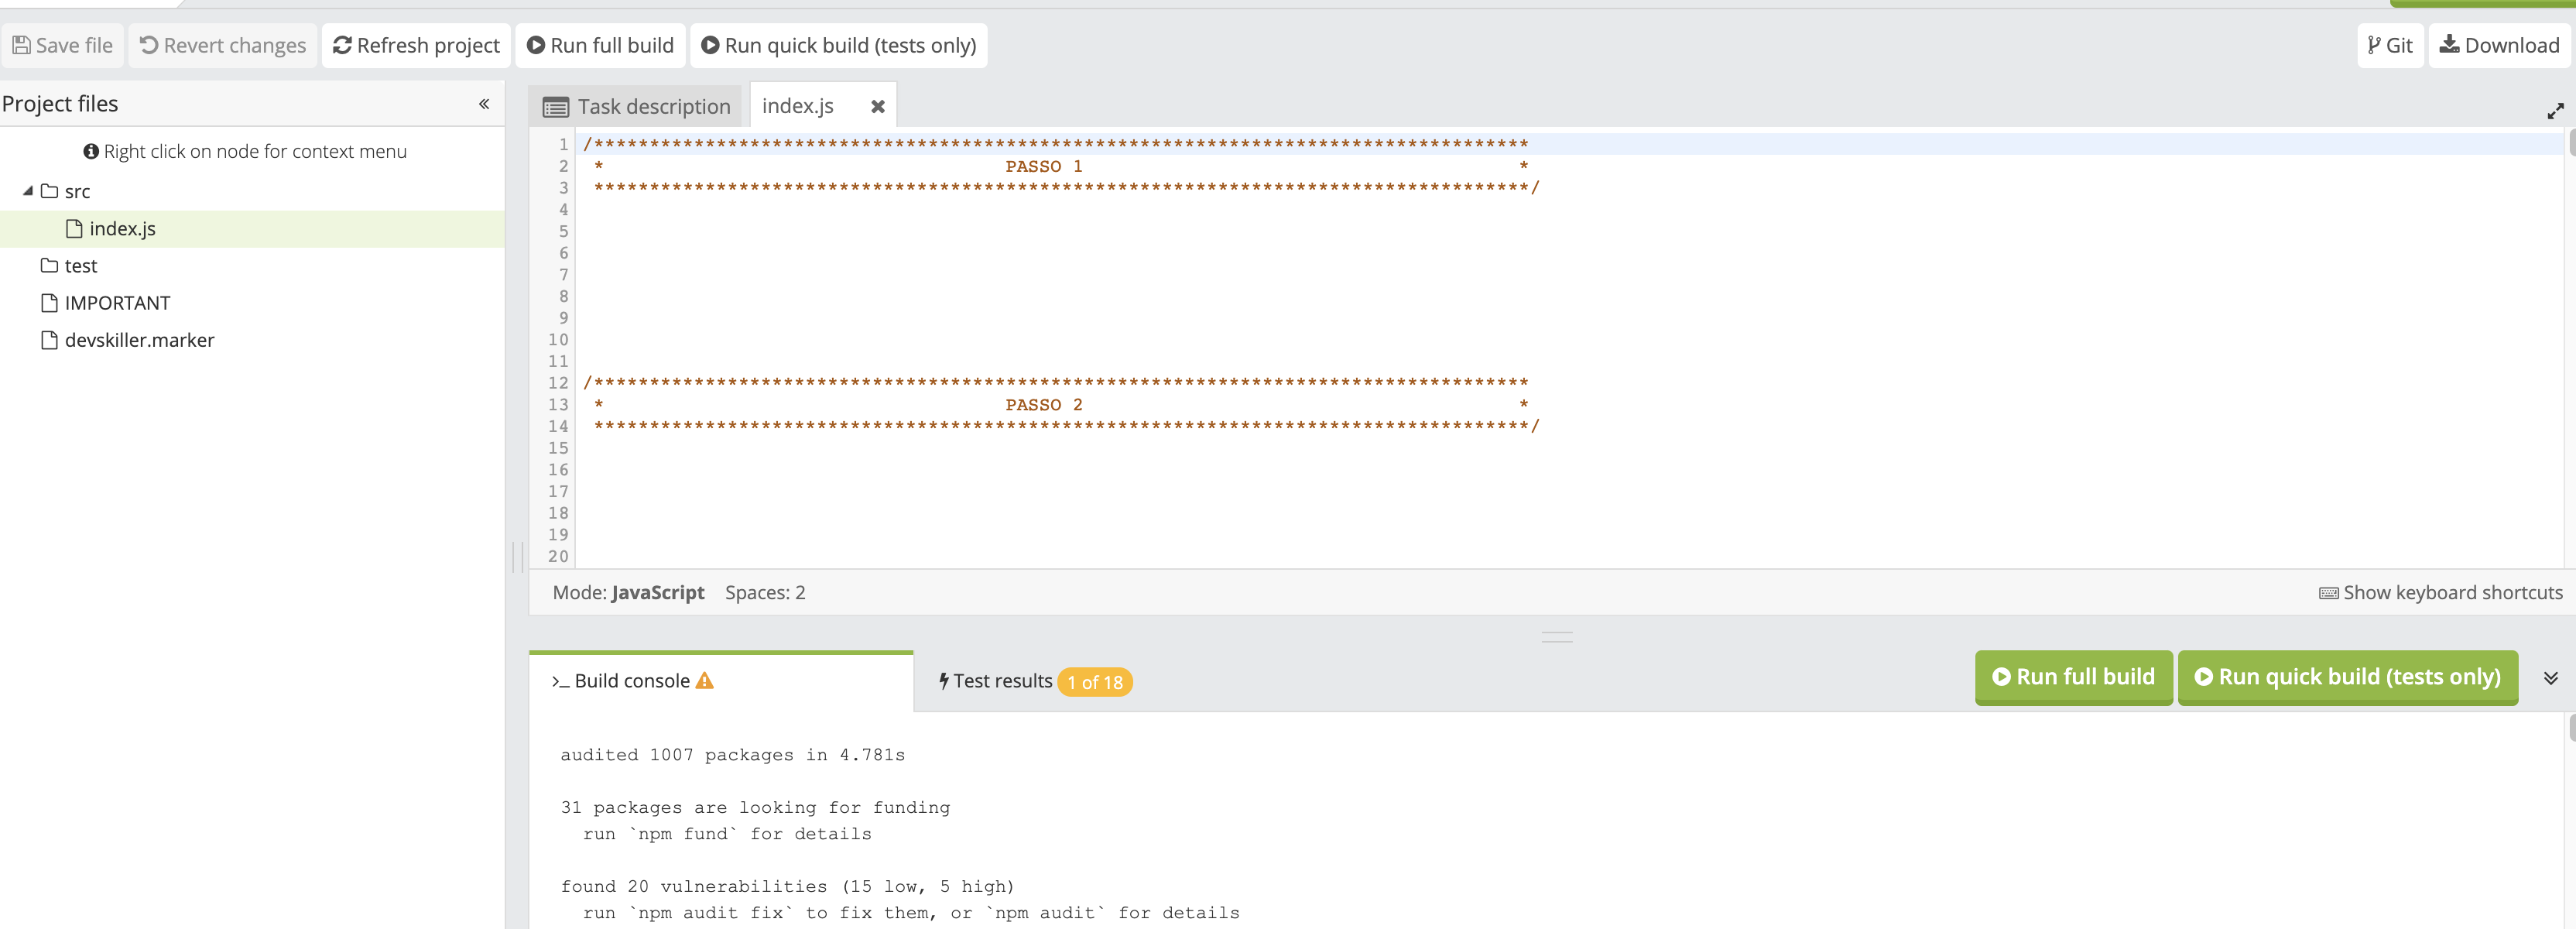 Save file Revert changes Refresh project Run full build Run quick build (tests only) Git Download
Project files «
Right click on node for context menu
src
index.js
test
IMPORTANT
devskiller.marker
Task description index.js
1 /***********************************************************************************
2 * PASSO 1 *
3 ***********************************************************************************/
4
5
6
7
8
9
10
11
12 /***********************************************************************************
13 * PASSO 2 *
14 ***********************************************************************************/
15
16
17
18
19
20
Mode: JavaScript Spaces: 2 Show keyboard shortcuts
>_ Build console Test results 1 of 18 Run full build Run quick build (tests only)
audited 1007 packages in 4.781s
31 packages are looking for funding
run `npm fund` for details
found 20 vulnerabilities (15 low, 5 high)
run `npm audit fix` to fix them, or `npm audit` for details